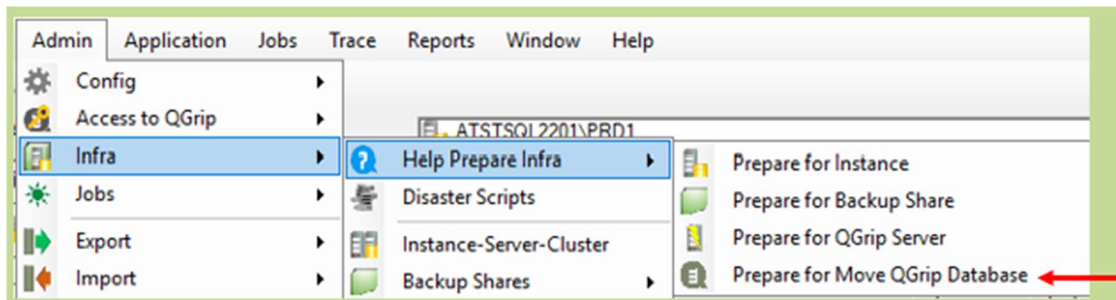 Admin Application Jobs Trace Reports Window Help
Config
Access to QGrip
ATSTSQL2201\PRD1
Infra
Help Prepare Infra
Prepare for Instance
Jobs
Disaster Scripts
Prepare for Backup Share
Export
Instance-Server-Cluster
Prepare for QGrip Server
Import
Backup Shares
Prepare for Move QGrip Database